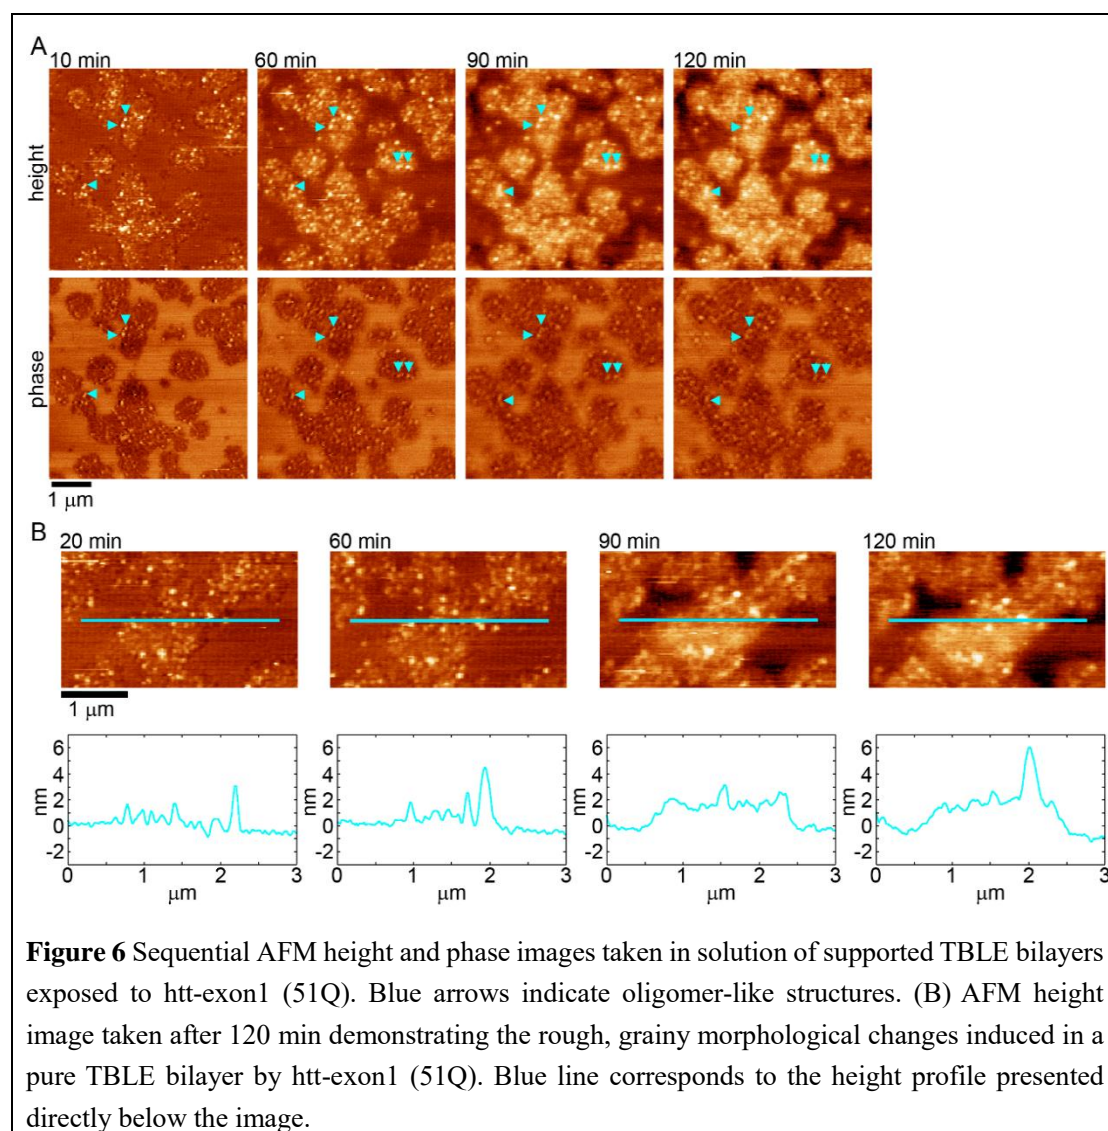 A
10 min 60 min 90 min 120 min
height
phase
1 μm
B
20 min 60 min 90 min 120 min
1 μm
6 6 6 6
4 4 4 4
nm nm nm nm
2 2 2 2
0 0 0 0
-2 -2 -2 -2
0 1 2 3 0 1 2 3 0 1 2 3 0 1 2 3
μm μm μm μm
Figure 6 Sequential AFM height and phase images taken in solution of supported TBLE bilayers
exposed to htt-exon1 (51Q). Blue arrows indicate oligomer-like structures. (B) AFM height
image taken after 120 min demonstrating the rough, grainy morphological changes induced in a
pure TBLE bilayer by htt-exon1 (51Q). Blue line corresponds to the height profile presented
directly below the image.